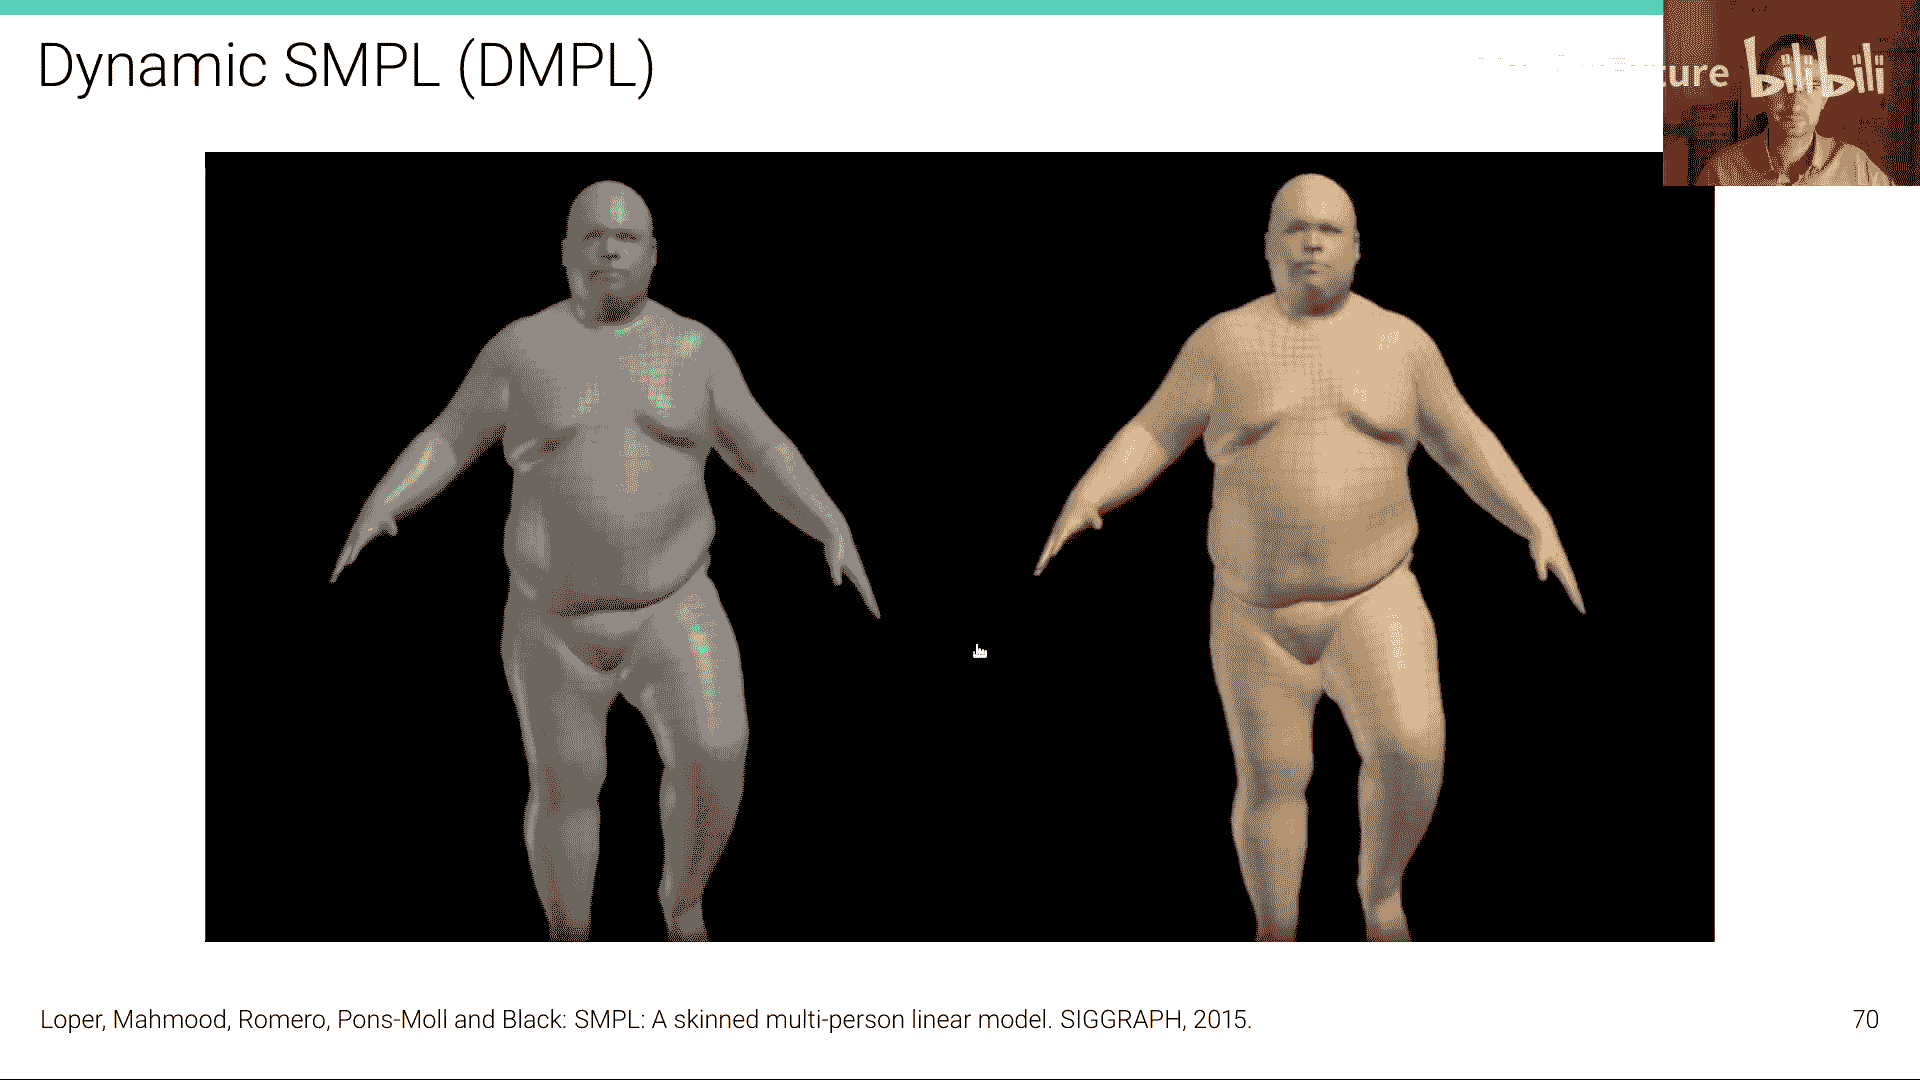 Dynamic SMPL (DMPL)
ture
bilibili
Loper, Mahmood, Romero, Pons-Moll and Black: SMPL: A skinned multi-person linear model. SIGGRAPH, 2015.
70